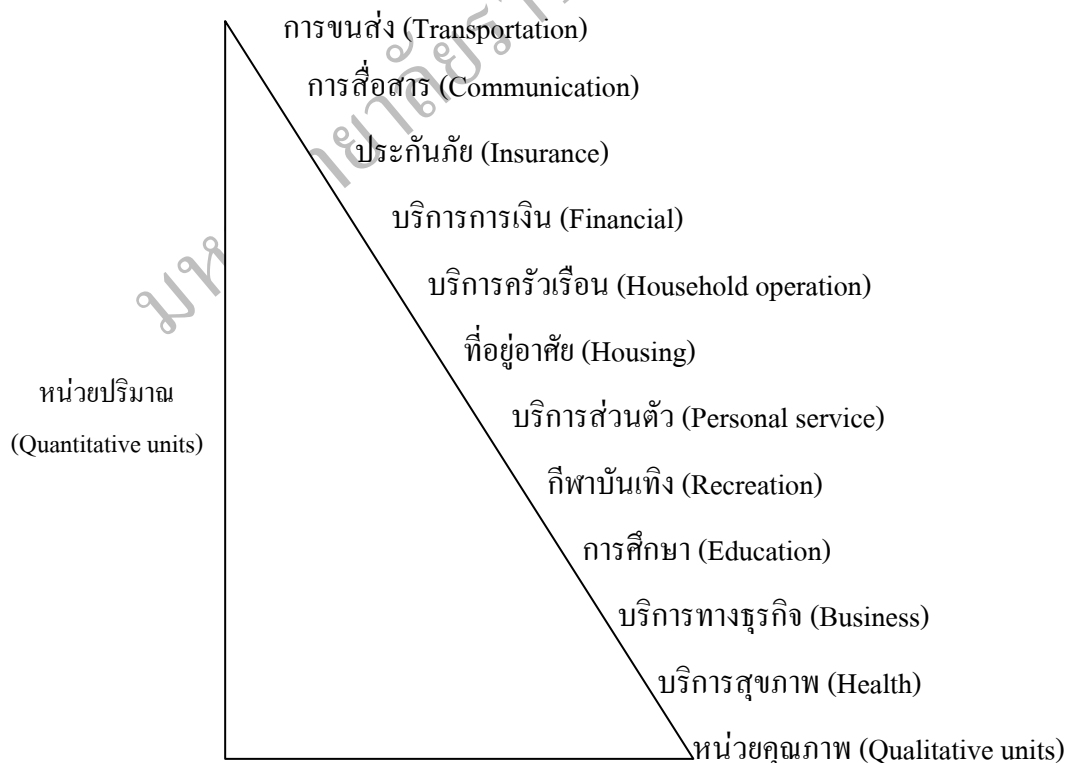 การขนส่ง (Transportation)
การสื่อสาร (Communication)
ประกันภัย (Insurance)
บริการการเงิน (Financial)
บริการครัวเรือน (Household operation)
ที่อยู่อาศัย (Housing)
หน่วยปริมาณ
(Quantitative units)
บริการส่วนตัว (Personal service)
กีฬาบันเทิง (Recreation)
การศึกษา (Education)
บริการทางธุรกิจ (Business)
บริการสุขภาพ (Health)
หน่วยคุณภาพ (Qualitative units)